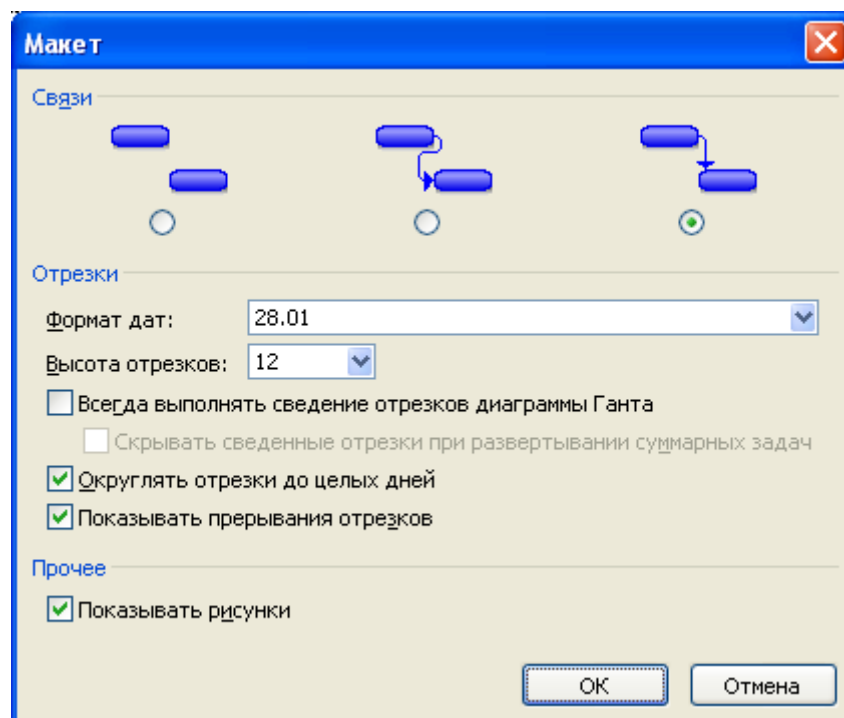 Макет
Связи
Отрезки
Формат дат: 28.01
Высота отрезков: 12
Всегда выполнять сведение отрезков диаграммы Ганта
Скрывать сведенные отрезки при развертывании суммарных задач
Округлять отрезки до целых дней
Показывать прерывания отрезков
Прочее
Показывать рисунки
ОК Отмена